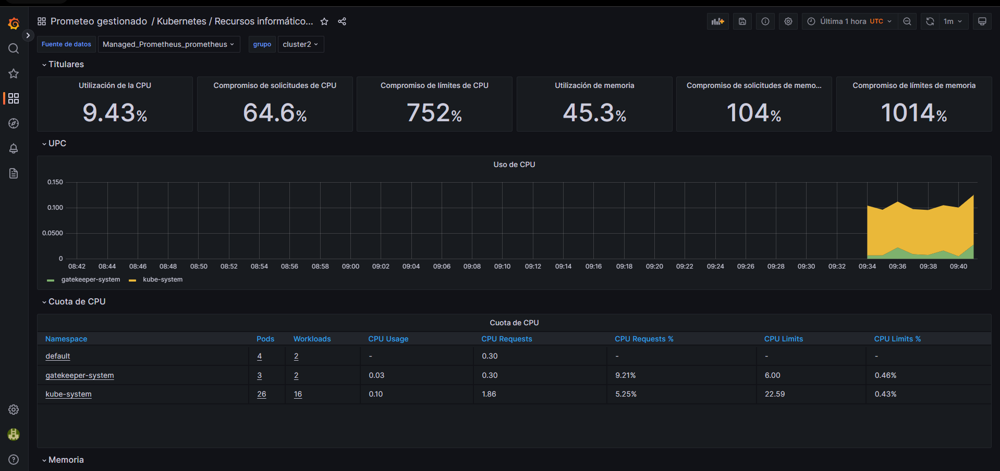 Prometeo gestionado / Kubernetes / Recursos informático...
Última 1 hora UTC
1m
Fuente de datos Managed_Prometheus_prometheus grupo cluster2
Titulares
Utilización de la CPU
9.43%
Compromiso de solicitudes de CPU
64.6%
Compromiso de límites de CPU
752%
Utilización de memoria
45.3%
Compromiso de solicitudes de memo...
104%
Compromiso de límites de memoria
1014%
UPC
Uso de CPU
0.150
0.100
0.0500
0
08:42 08:44 08:46 08:48 08:50 08:52 08:54 08:56 08:58 09:00 09:02 09:04 09:06 09:08 09:10 09:12 09:14 09:16 09:18 09:20 09:22 09:24 09:26 09:28 09:30 09:32 09:34 09:36 09:38 09:40
gatekeeper-system kube-system
Cuota de CPU
Cuota de CPU
Namespace Pods Workloads CPU Usage CPU Requests CPU Requests % CPU Limits CPU Limits %
default 4 2 - 0.30 - - -
gatekeeper-system 3 2 0.03 0.30 9.21% 6.00 0.46%
kube-system 26 16 0.10 1.86 5.25% 22.59 0.43%
Memoria